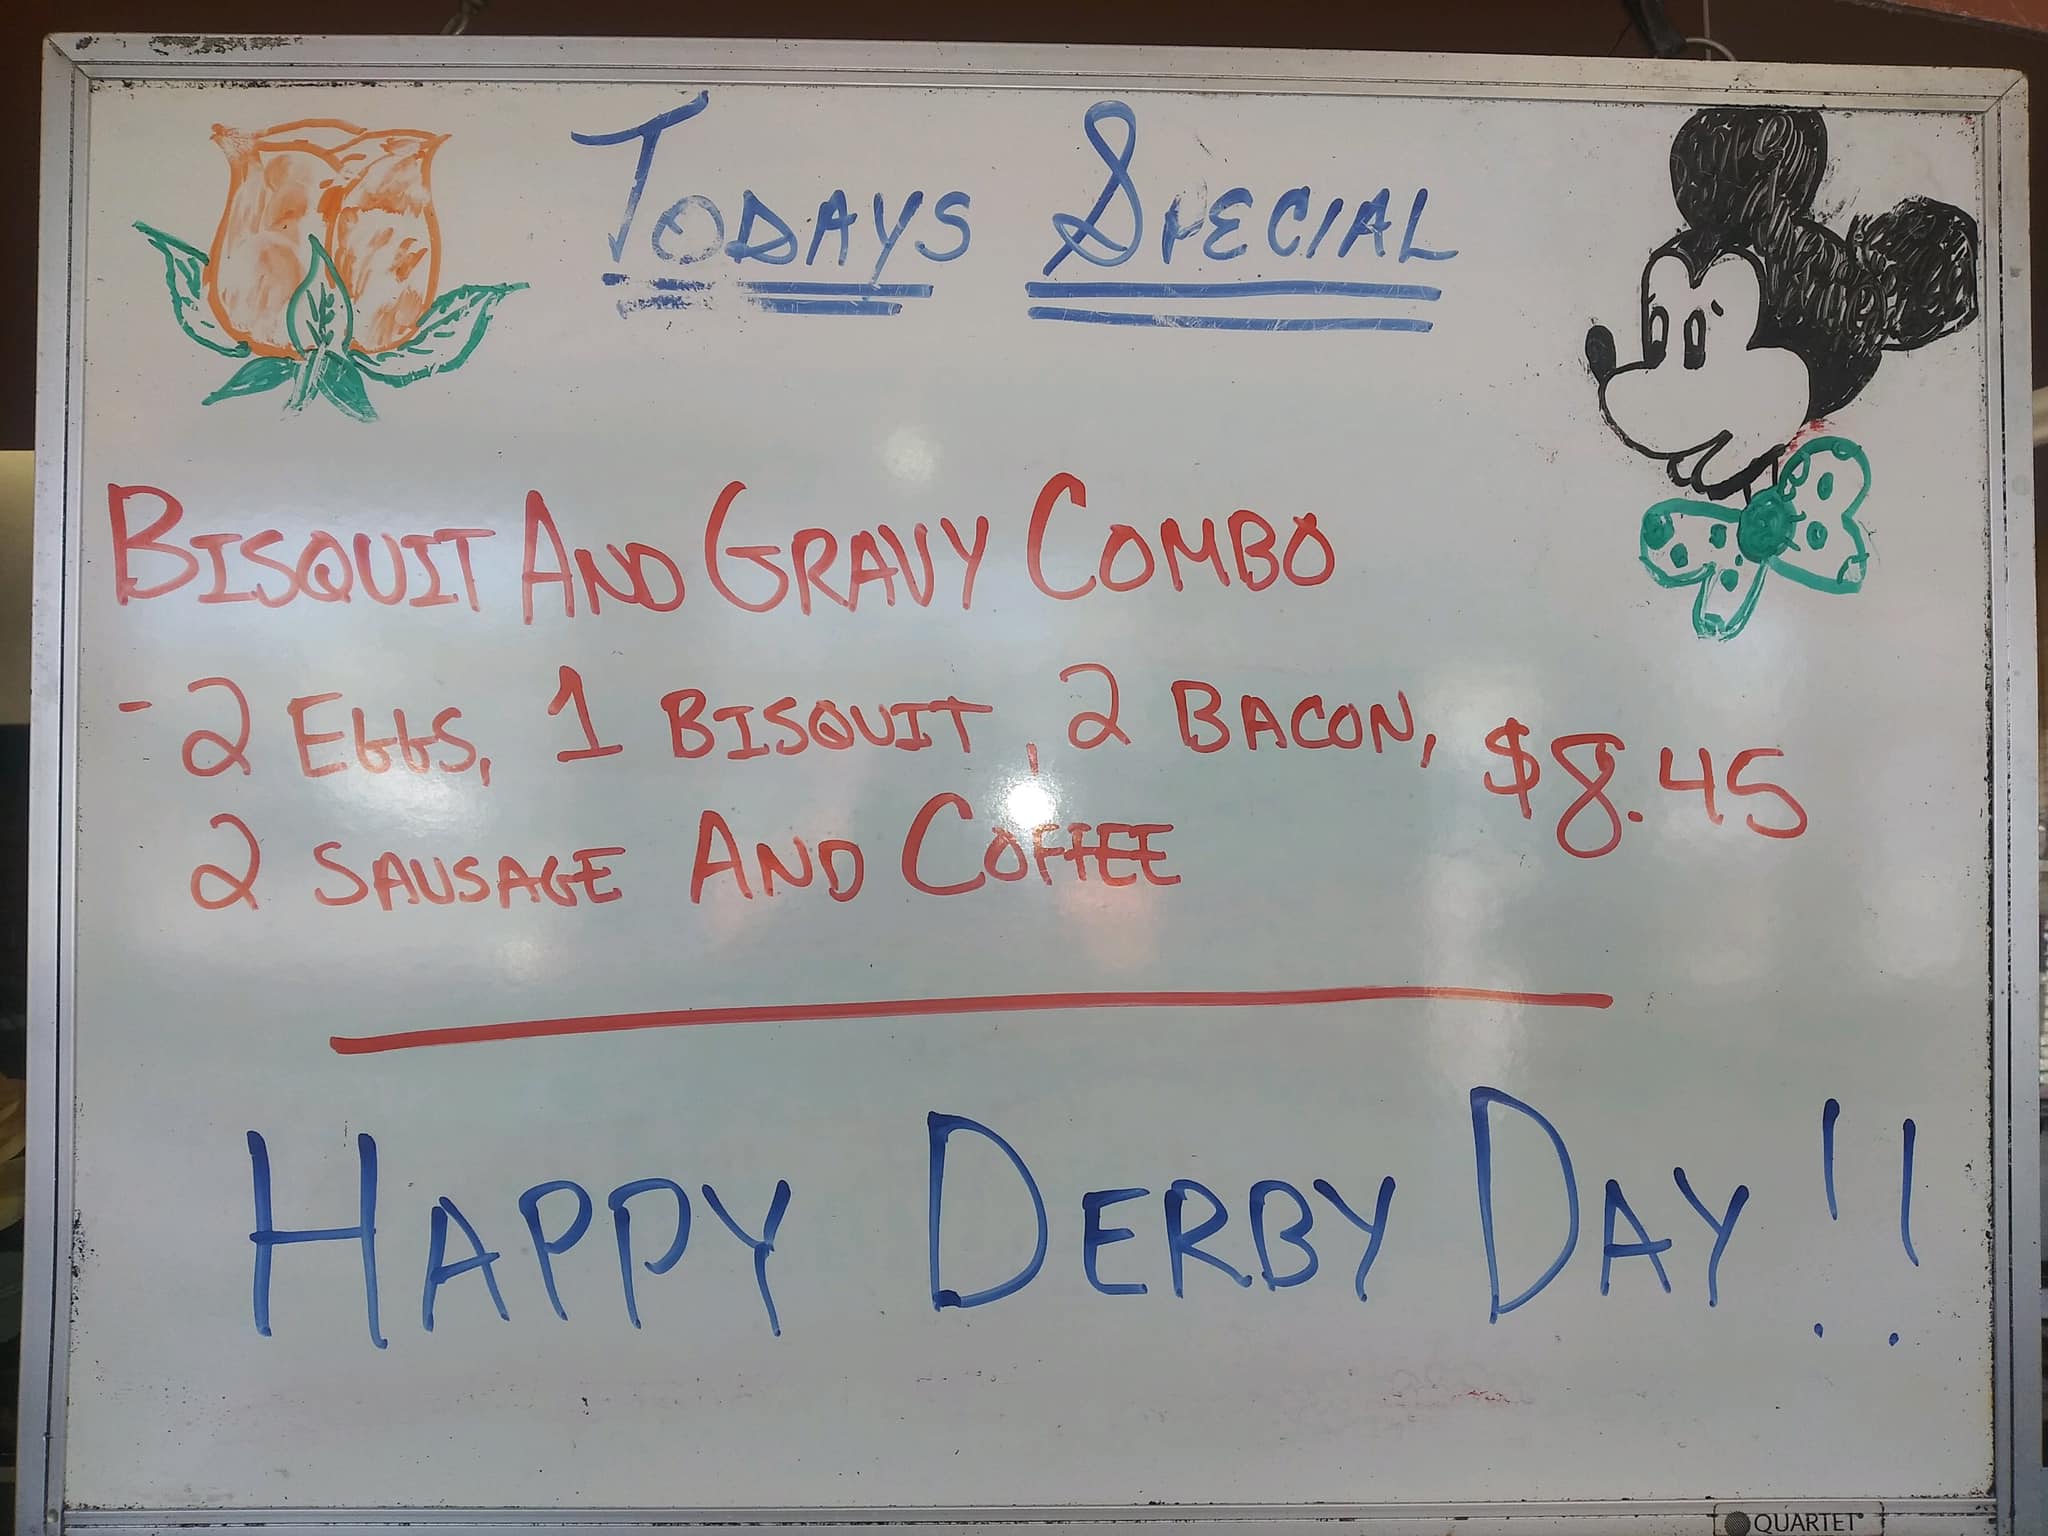 TODAYS SPECIAL
BISQUIT AND GRAVY COMBO
- 2 EGGS, 1 BISQUIT, 2 BACON,
2 SAUSAGE AND COFFEE
$8.45
HAPPY DERBY DAY!!
QUARTET